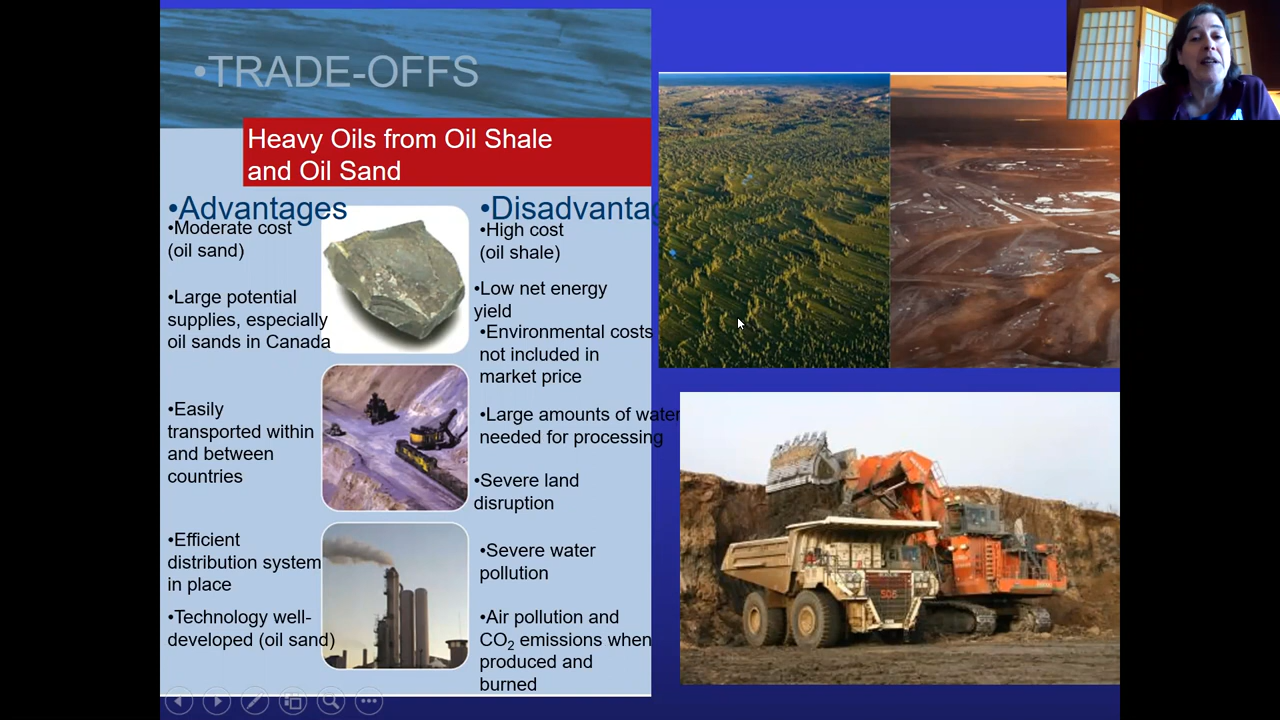 •TRADE-OFFS
Heavy Oils from Oil Shale
and Oil Sand
•Advantages
•Moderate cost
(oil sand)
•Large potential
supplies, especially
oil sands in Canada
•Easily
transported within
and between
countries
•Efficient
distribution system
in place
•Technology well-
developed (oil sand)
•Disadvantag
•High cost
(oil shale)
•Low net energy
yield
•Environmental costs
not included in
market price
•Large amounts of water
needed for processing
•Severe land
disruption
•Severe water
pollution
•Air pollution and
CO₂ emissions when
produced and
burned
505